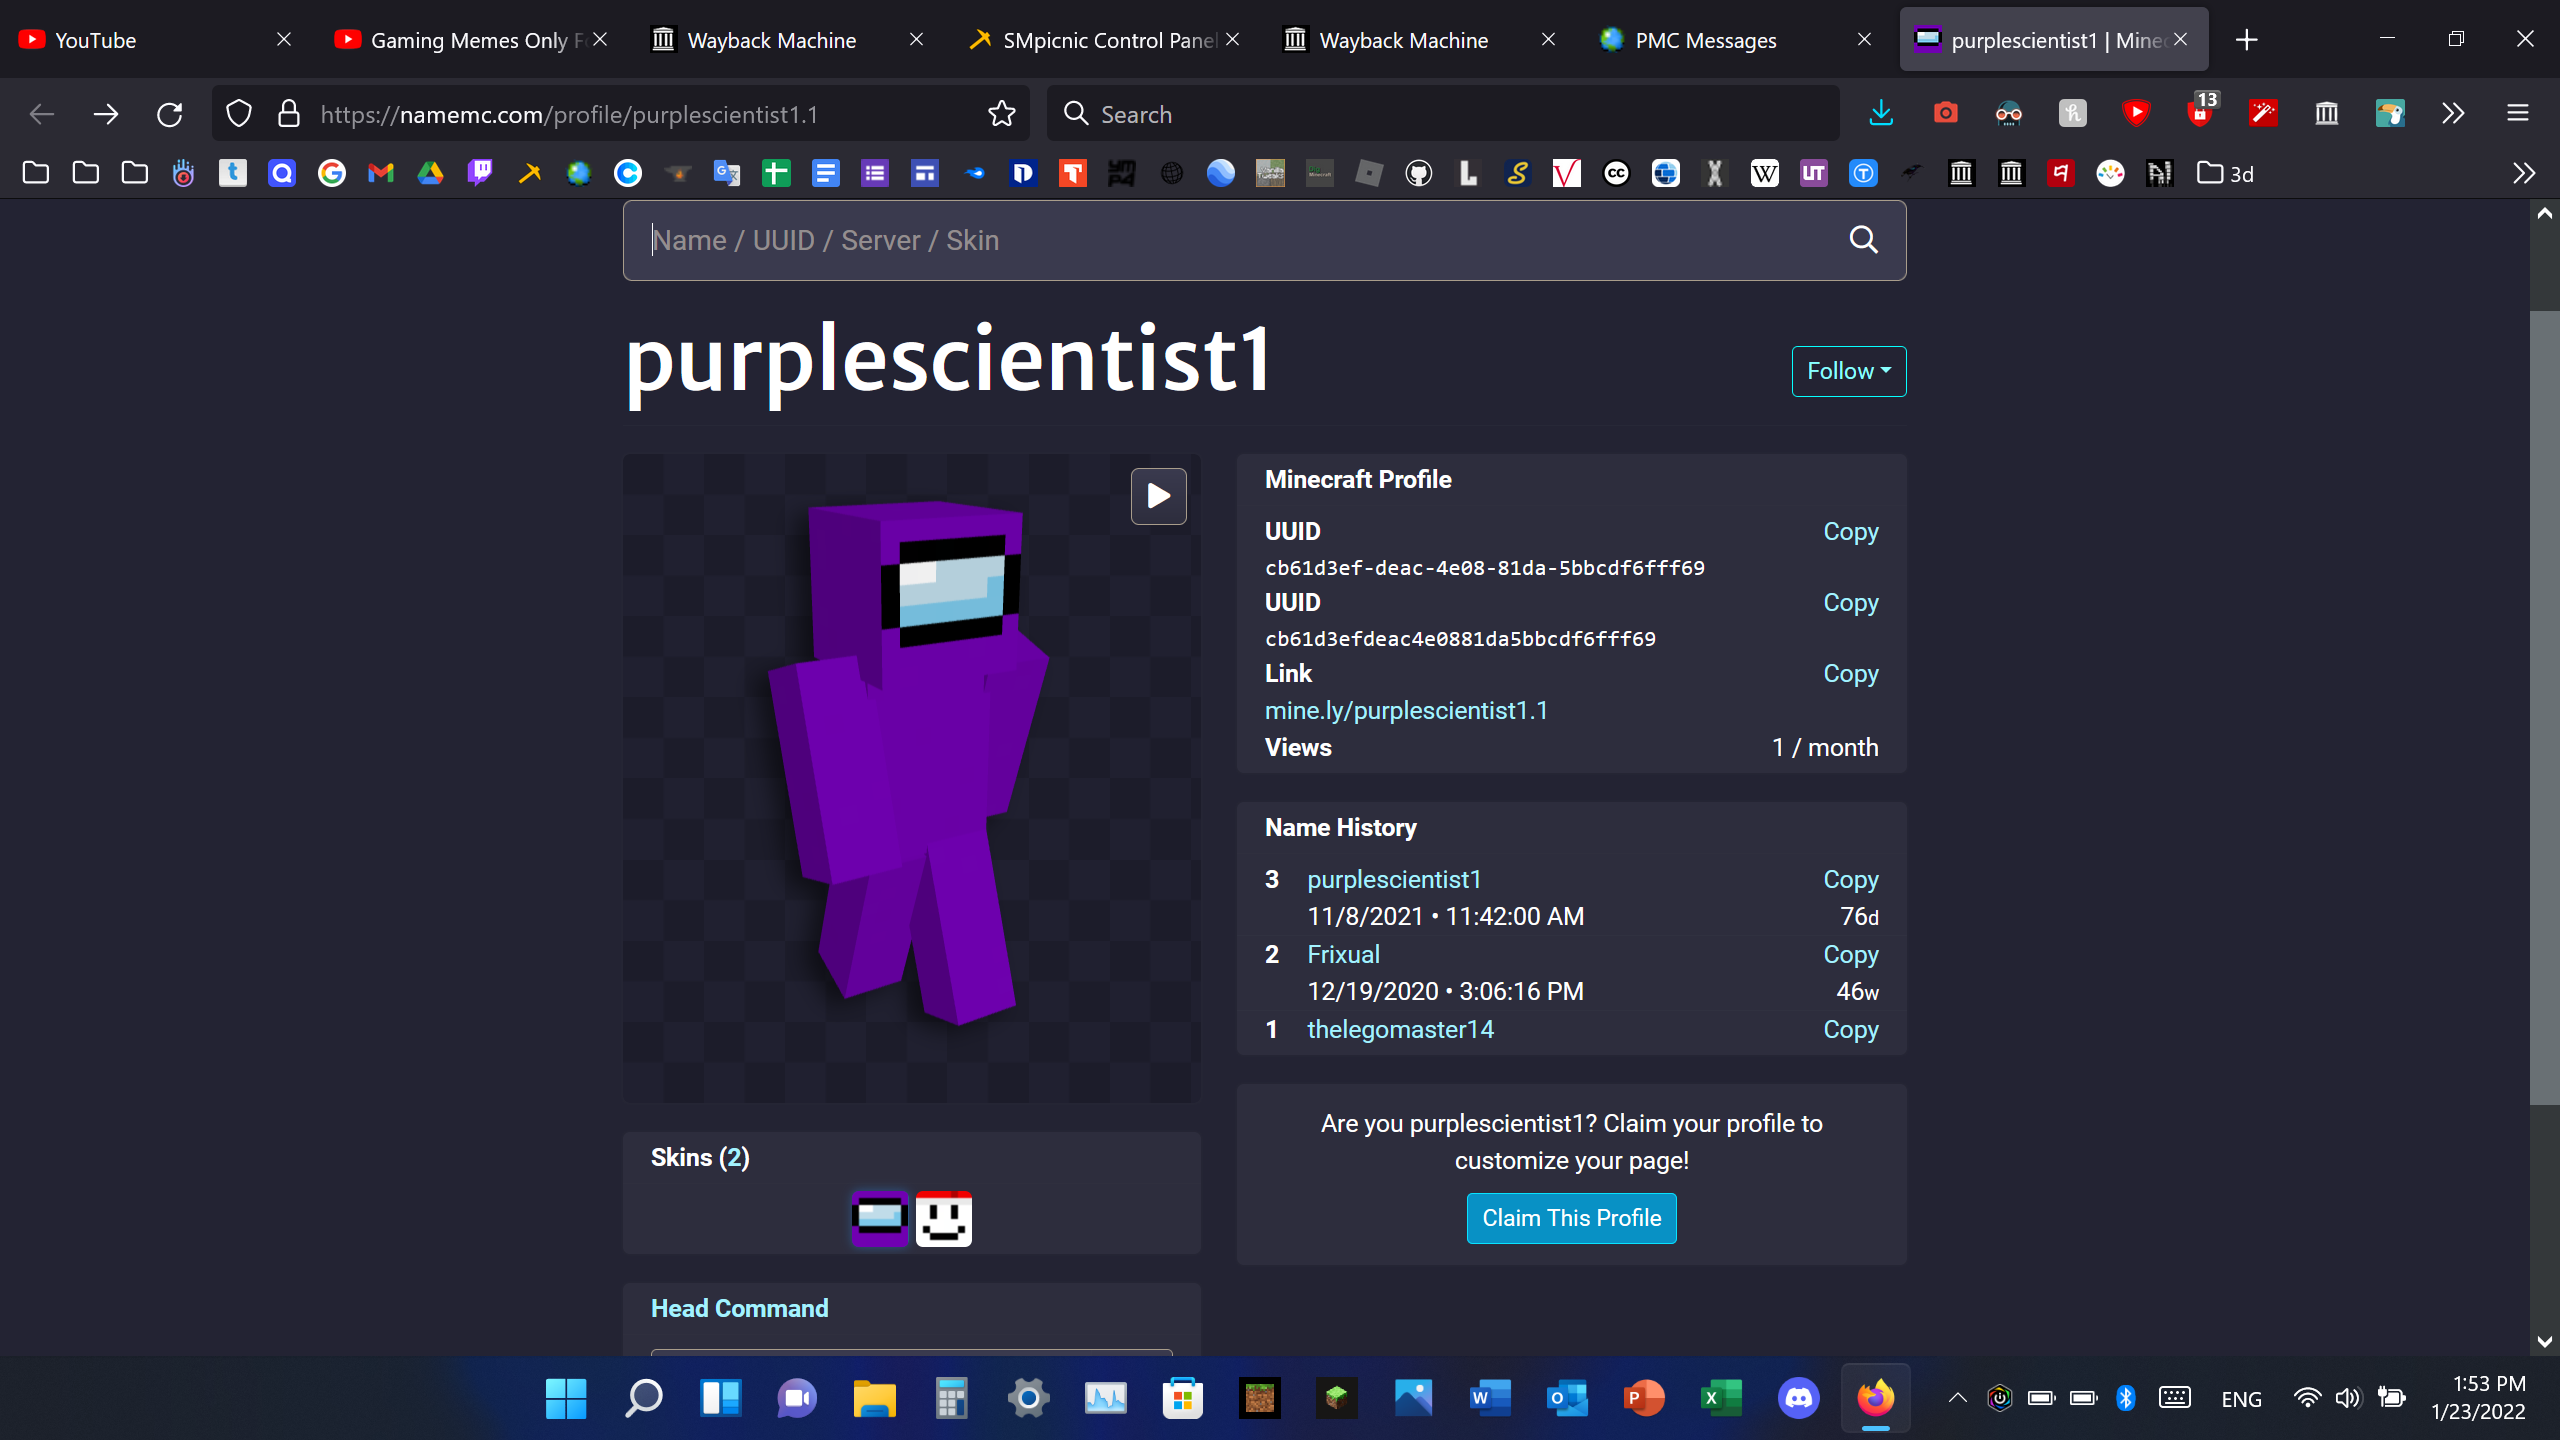 YouTube
Gaming Memes Only F
Wayback Machine
SMpicnic Control Panel
Wayback Machine
PMC Messages
purplescientist1 | Minec
https://namemc.com/profile/purplescientist1.1
Search
13
3d
Name / UUID / Server / Skin
purplescientist1
Follow
Minecraft Profile
UUID
Copy
cb61d3ef-deac-4e08-81da-5bbcdf6fff69
UUID
Copy
cb61d3efdeac4e0881da5bbcdf6fff69
Link
Copy
mine.ly/purplescientist1.1
Views
1 / month
Name History
3 purplescientist1 Copy
11/8/2021 • 11:42:00 AM 76d
2 Frixual Copy
12/19/2020 • 3:06:16 PM 46w
1 thelegomaster14 Copy
Are you purplescientist1? Claim your profile to
customize your page!
Claim This Profile
Skins (2)
Head Command
ENG
1:53 PM
1/23/2022